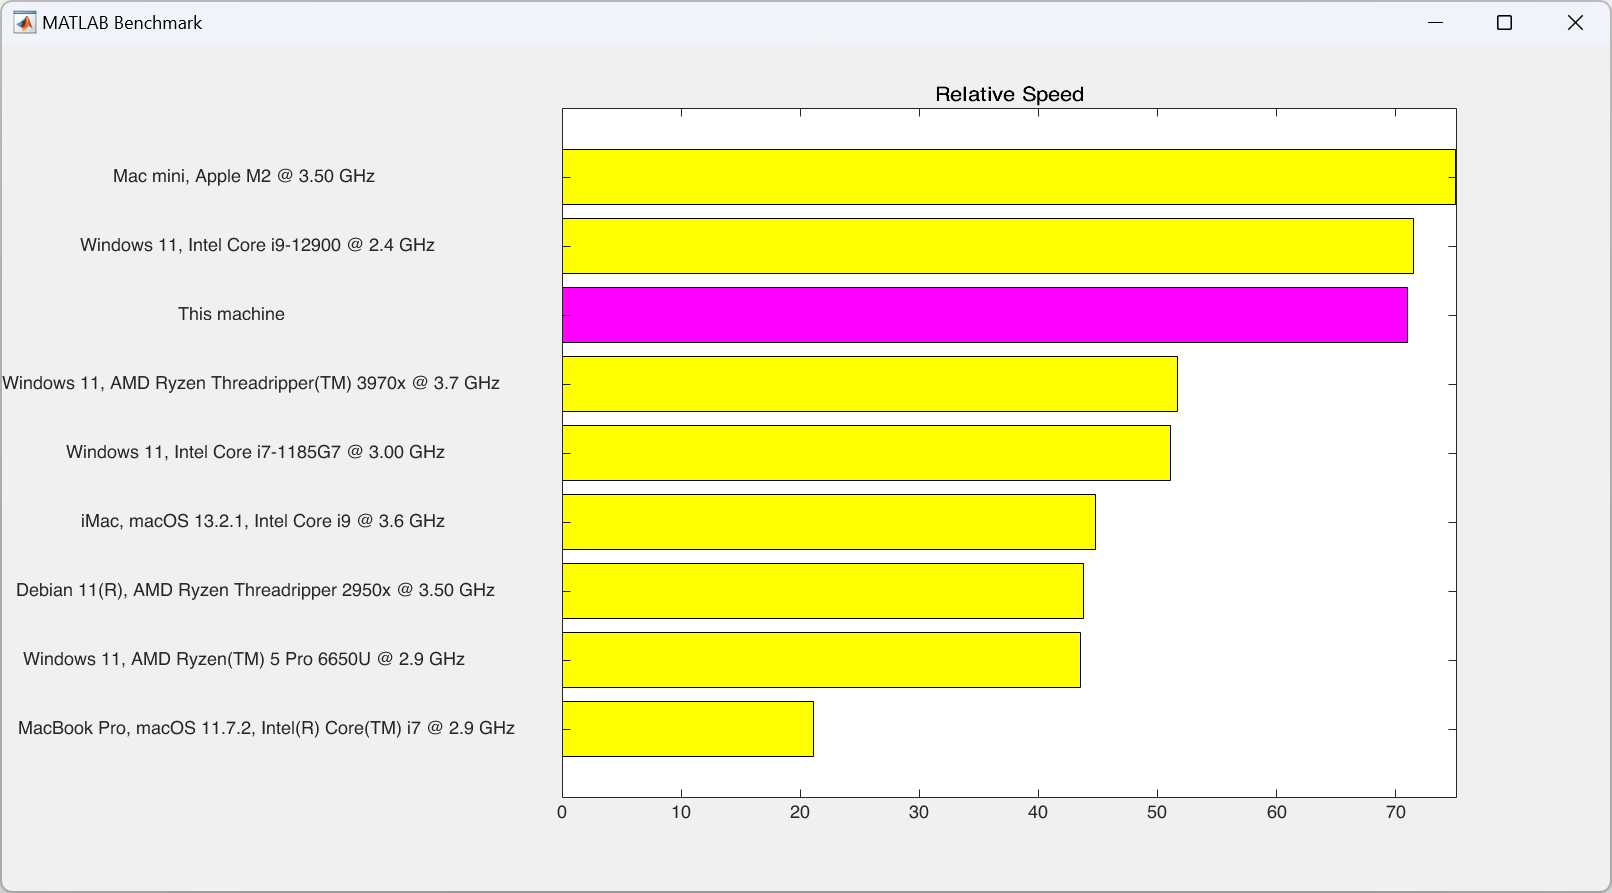 MATLAB Benchmark
Relative Speed
Mac mini, Apple M2 @ 3.50 GHz
Windows 11, Intel Core i9-12900 @ 2.4 GHz
This machine
Windows 11, AMD Ryzen Threadripper(TM) 3970x @ 3.7 GHz
Windows 11, Intel Core i7-1185G7 @ 3.00 GHz
iMac, macOS 13.2.1, Intel Core i9 @ 3.6 GHz
Debian 11(R), AMD Ryzen Threadripper 2950x @ 3.50 GHz
Windows 11, AMD Ryzen(TM) 5 Pro 6650U @ 2.9 GHz
MacBook Pro, macOS 11.7.2, Intel(R) Core(TM) i7 @ 2.9 GHz
0 10 20 30 40 50 60 70